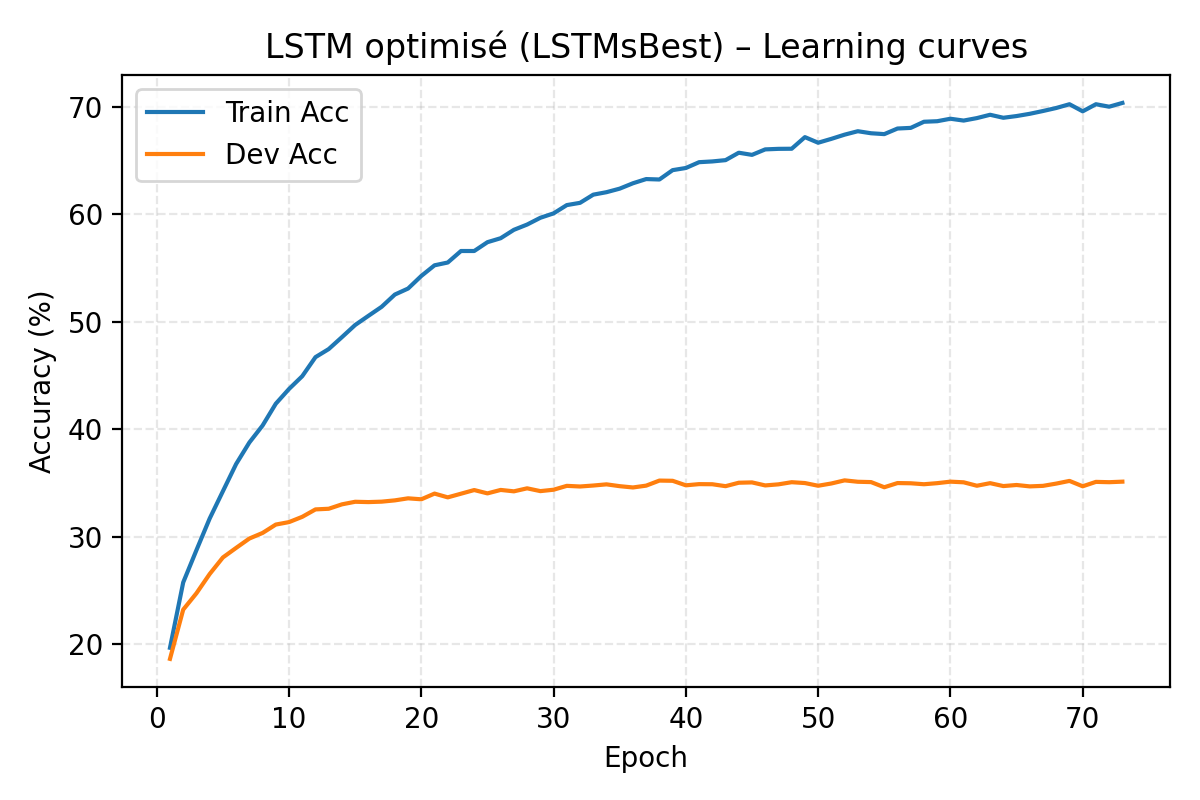 LSTM optimisé (LSTMsBest) – Learning curves
Train Acc
Dev Acc
Accuracy (%)
70
60
50
40
30
20
0 10 20 30 40 50 60 70
Epoch